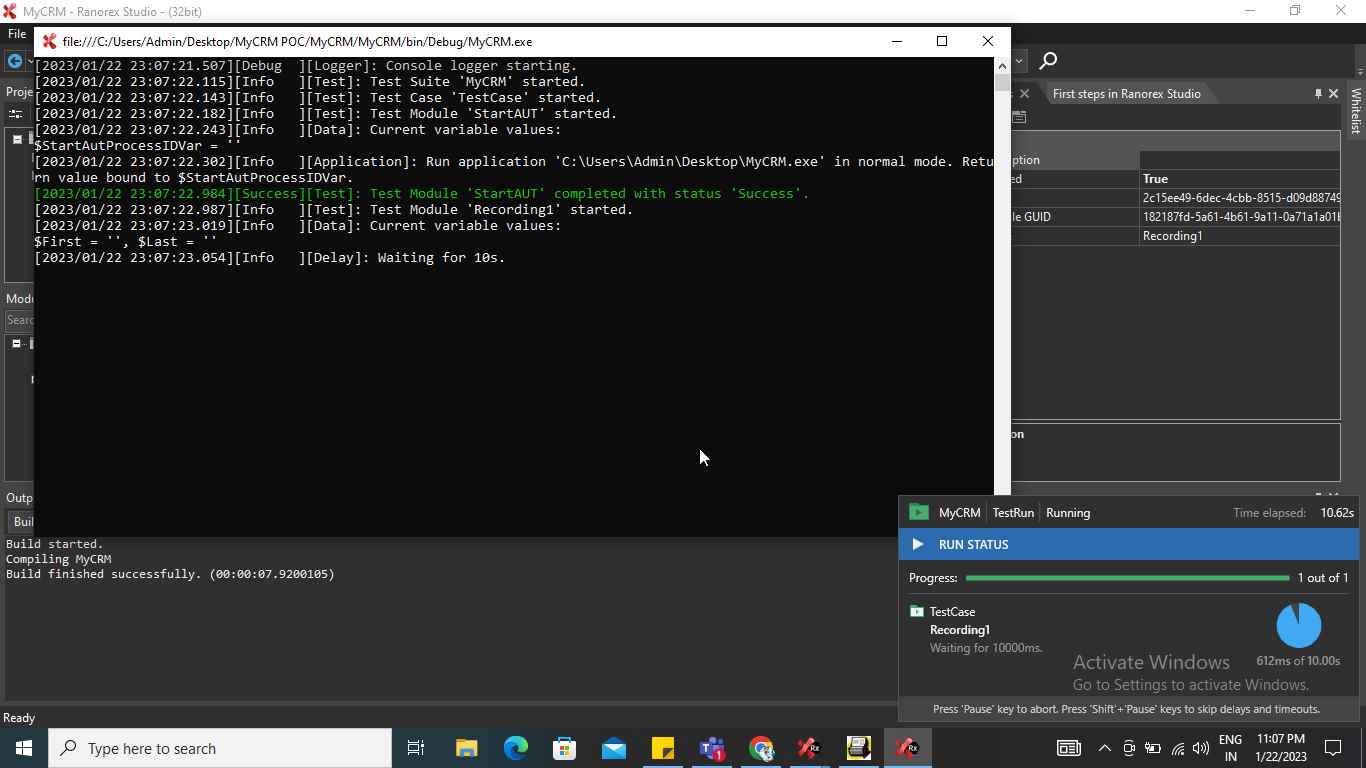 MyCRM - Ranorex Studio - (32bit)
File
file:///C:/Users/Admin/Desktop/MyCRM POC/MyCRM/MyCRM/bin/Debug/MyCRM.exe
[2023/01/22 23:07:21.507][Debug  ][Logger]: Console logger starting.
[2023/01/22 23:07:22.115][Info   ][Test]: Test Suite 'MyCRM' started.
[2023/01/22 23:07:22.143][Info   ][Test]: Test Case 'TestCase' started.
[2023/01/22 23:07:22.182][Info   ][Test]: Test Module 'StartAUT' started.
[2023/01/22 23:07:22.243][Info   ][Data]: Current variable values:
$StartAutProcessIDVar = ''
[2023/01/22 23:07:22.302][Info   ][Application]: Run application 'C:\Users\Admin\Desktop\MyCRM.exe' in normal mode. Retu
rn value bound to $StartAutProcessIDVar.
[2023/01/22 23:07:22.984][Success][Test]: Test Module 'StartAUT' completed with status 'Success'.
[2023/01/22 23:07:22.987][Info   ][Test]: Test Module 'Recording1' started.
[2023/01/22 23:07:23.019][Info   ][Data]: Current variable values:
$First = '', $Last = ''
[2023/01/22 23:07:23.054][Info   ][Delay]: Waiting for 10s.
Proje
Modu
Searc
Outp
Buil
First steps in Ranorex Studio
Whitelist
ption
ed True
2c15ee49-6dec-4cbb-8515-d09d88749
le GUID 182187fd-5a61-4b61-9a11-0a71a1a01b
Recording1
on
Build started.
Compiling MyCRM
Build finished successfully. (00:00:07.9200105)
MyCRM TestRun Running Time elapsed: 10.62s
RUN STATUS
Progress: 1 out of 1
TestCase
Recording1
Waiting for 10000ms.
612ms of 10.00s
Activate Windows
Go to Settings to activate Windows.
Press 'Pause' key to abort. Press 'Shift'+'Pause' keys to skip delays and timeouts.
Ready
Type here to search
1
Rx
Rx
ENG
IN
11:07 PM
1/22/2023